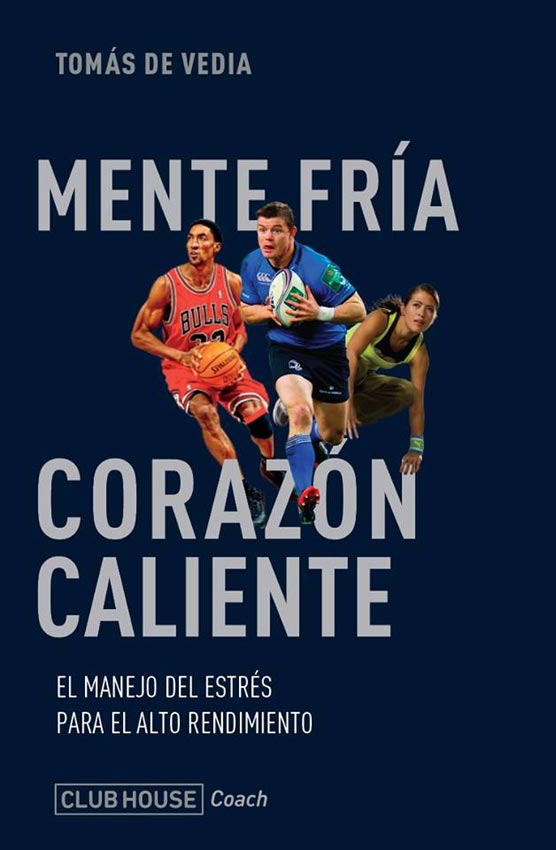 TOMÁS DE VEDIA
MENTE FRÍA
BULLS
SPALDING
CORAZÓN
CALIENTE
EL MANEJO DEL ESTRÉS
PARA EL ALTO RENDIMIENTO
CLUB HOUSE Coach